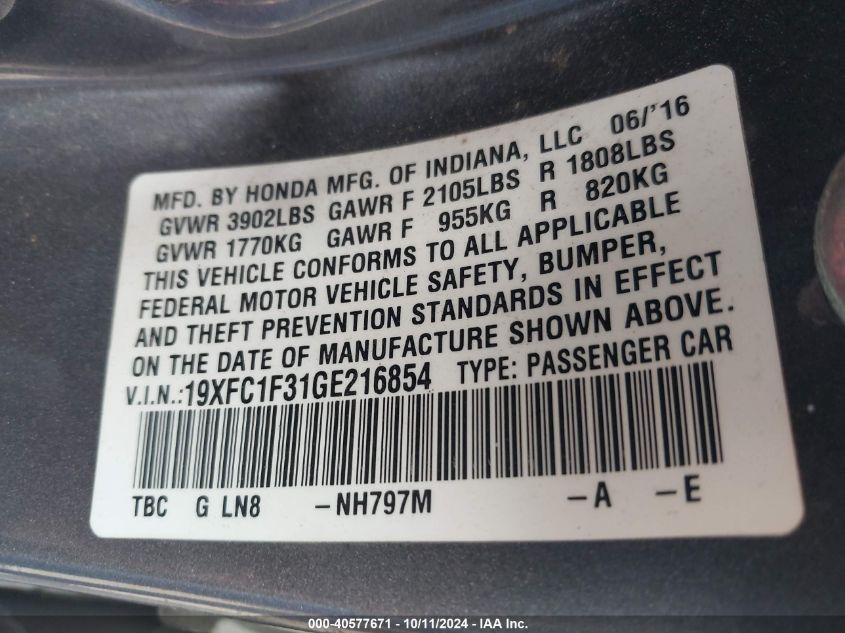 MFD. BY HONDA MFG. OF INDIANA, LLC 06/'16
GVWR 3902LBS GAWR F 2105LBS R 1808LBS
GVWR 1770KG GAWR F 955KG R 820KG
THIS VEHICLE CONFORMS TO ALL APPLICABLE
FEDERAL MOTOR VEHICLE SAFETY, BUMPER,
AND THEFT PREVENTION STANDARDS IN EFFECT
ON THE DATE OF MANUFACTURE SHOWN ABOVE.
V.I.N.:19XFC1F31GE216854 TYPE: PASSENGER CAR
TBC G LN8 -NH797M -A -E
000-40577671 - 10/11/2024 - IAA Inc.